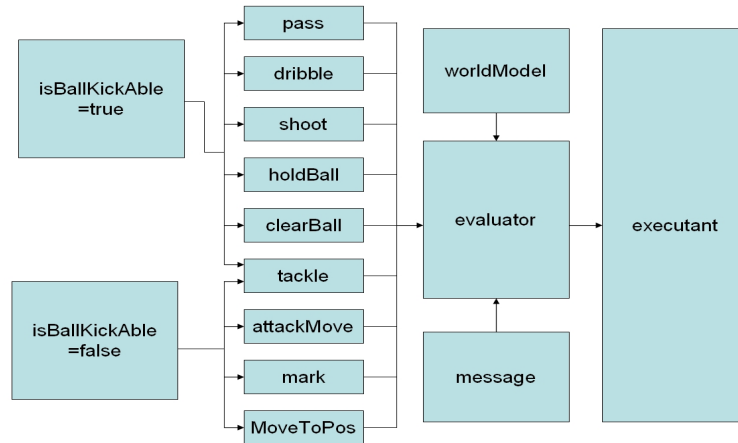 isBallKickAble
=true
isBallKickAble
=false
pass
dribble
shoot
holdBall
clearBall
tackle
attackMove
mark
MoveToPos
worldModel
evaluator
message
executant